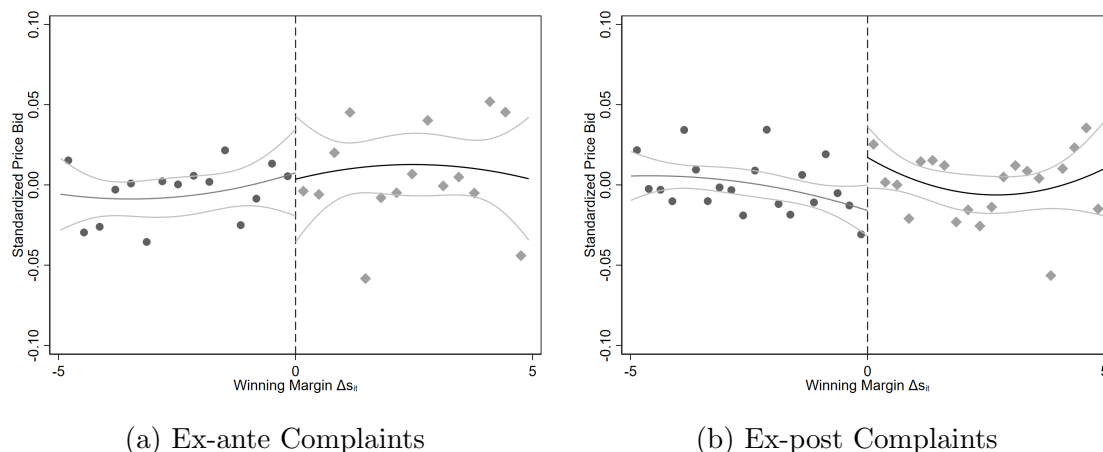 0.10
0.05
0.00
-0.05
-0.10
Standardized Price Bid
-5
0
5
Winning Margin Δsit
(a) Ex-ante Complaints
0.10
0.05
0.00
-0.05
-0.10
Standardized Price Bid
-5
0
5
Winning Margin Δsit
(b) Ex-post Complaints